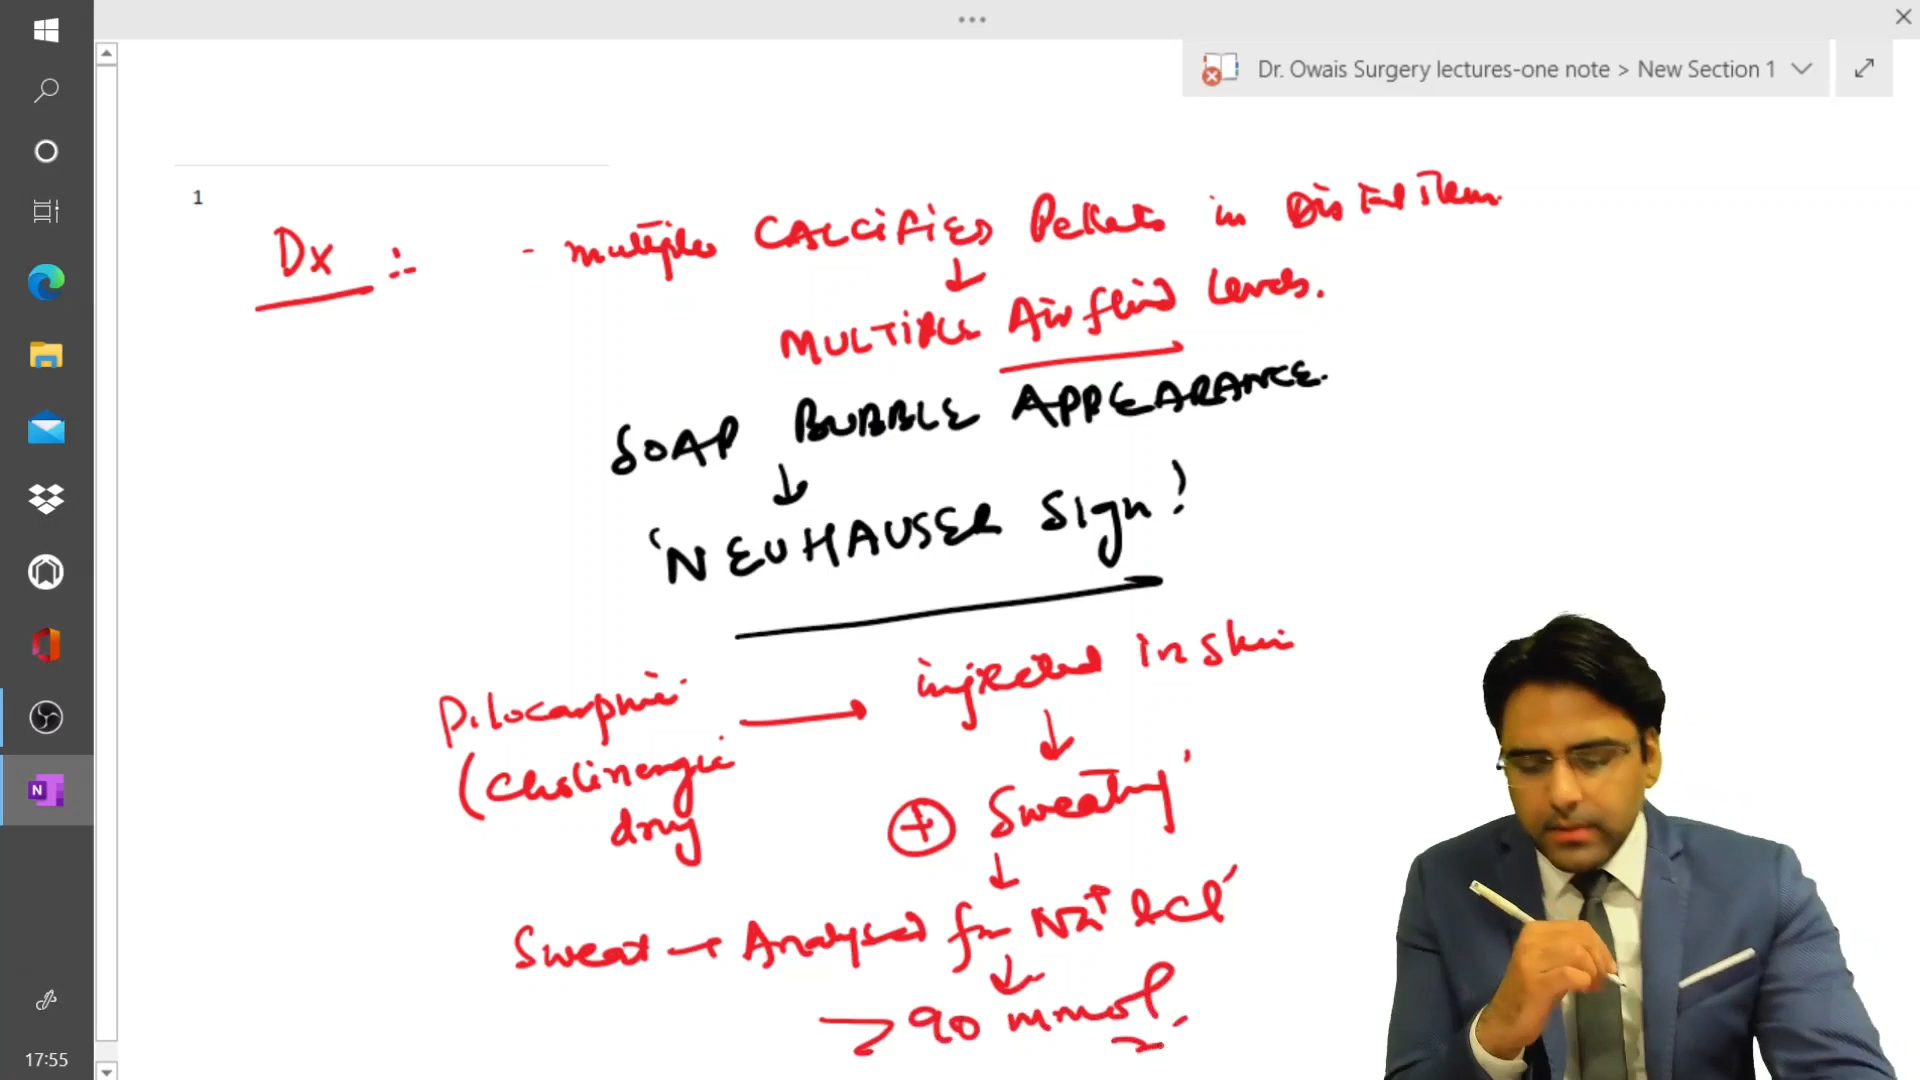 Dr. Owais Surgery lectures-one note > New Section 1
1
Dx :- - multiple CALCIFIED Pellets in Distal Ileum.
MULTIPLE Air fluid Levels.
SOAP BUBBLE APPEARANCE.
'NEUHAUSER Sign'
Pilocarpine injected in skin
(cholinergic
drug
+ Sweating
Sweat → Analysed for Na+ & Cl-
>90 mmol
N
17:55